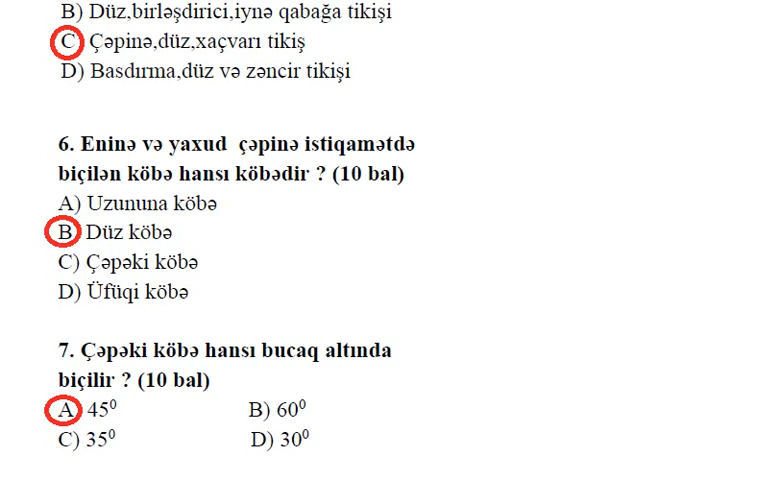 B) Düz,birləşdirici,iynə qabağa tikişi
C) Çəpinə,düz,xaçvarı tikiş
D) Basdırma,düz və zəncir tikişi
6. Eninə və yaxud çəpinə istiqamətdə
biçilən köbə hansı köbədir ? (10 bal)
A) Uzununa köbə
B) Düz köbə
C) Çəpəki köbə
D) Üfüqi köbə
7. Çəpəki köbə hansı bucaq altında
biçilir ? (10 bal)
A) 45⁰ B) 60⁰
C) 35⁰ D) 30⁰